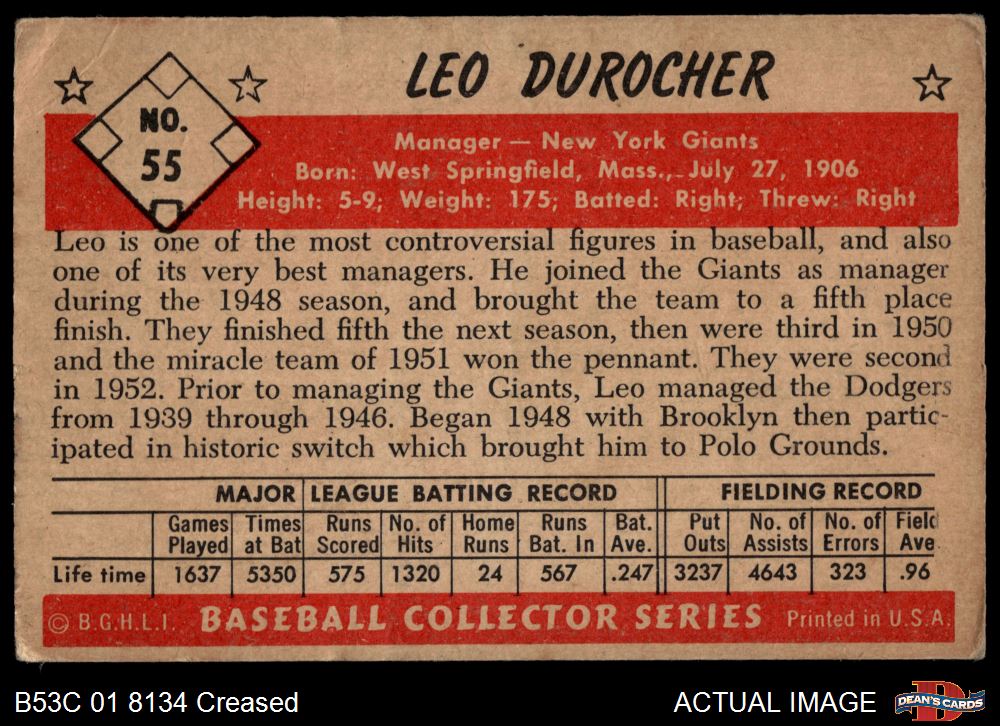 LEO DUROCHER
NO.
55
Manager — New York Giants
Born: West Springfield, Mass., July 27, 1906
Height: 5-9; Weight: 175; Batted: Right; Threw: Right
Leo is one of the most controversial figures in baseball, and also
one of its very best managers. He joined the Giants as manager
during the 1948 season, and brought the team to a fifth place
finish. They finished fifth the next season, then were third in 1950
and the miracle team of 1951 won the pennant. They were second
in 1952. Prior to managing the Giants, Leo managed the Dodgers
from 1939 through 1946. Began 1948 with Brooklyn then partic-
ipated in historic switch which brought him to Polo Grounds.
MAJOR LEAGUE BATTING RECORD FIELDING RECORD
Games Times Runs No. of Home Runs Bat. Put No. of No. of Field
Played at Bat Scored Hits Runs Bat. In Ave. Outs Assists Errors Ave
Life time 1637 5350 575 1320 24 567 .247 3237 4643 323 .96
© B.G.H.L.I. BASEBALL COLLECTOR SERIES Printed in U.S.A.
B53C 01 8134 Creased ACTUAL IMAGE DEAN'S CARDS